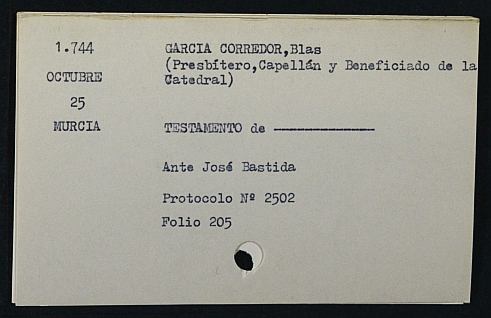 1.744 GARCIA CORREDOR,Blas
(Presbítero,Capellán y Beneficiado de la
OCTUBRE Catedral)
25
MURCIA TESTAMENTO de ----------------
Ante José Bastida
Protocolo Nº 2502
Folio 205